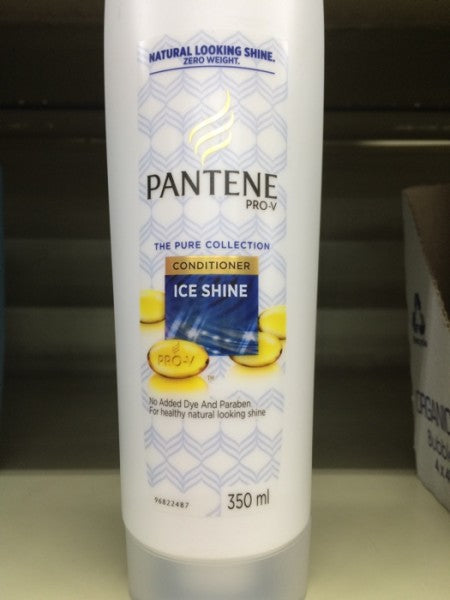 NATURAL LOOKING SHINE.
ZERO WEIGHT.
PANTENE
PRO-V
THE PURE COLLECTION
CONDITIONER
ICE SHINE
PRO-V
TM
No Added Dye And Paraben
For healthy natural looking shine
96822487
350 ml